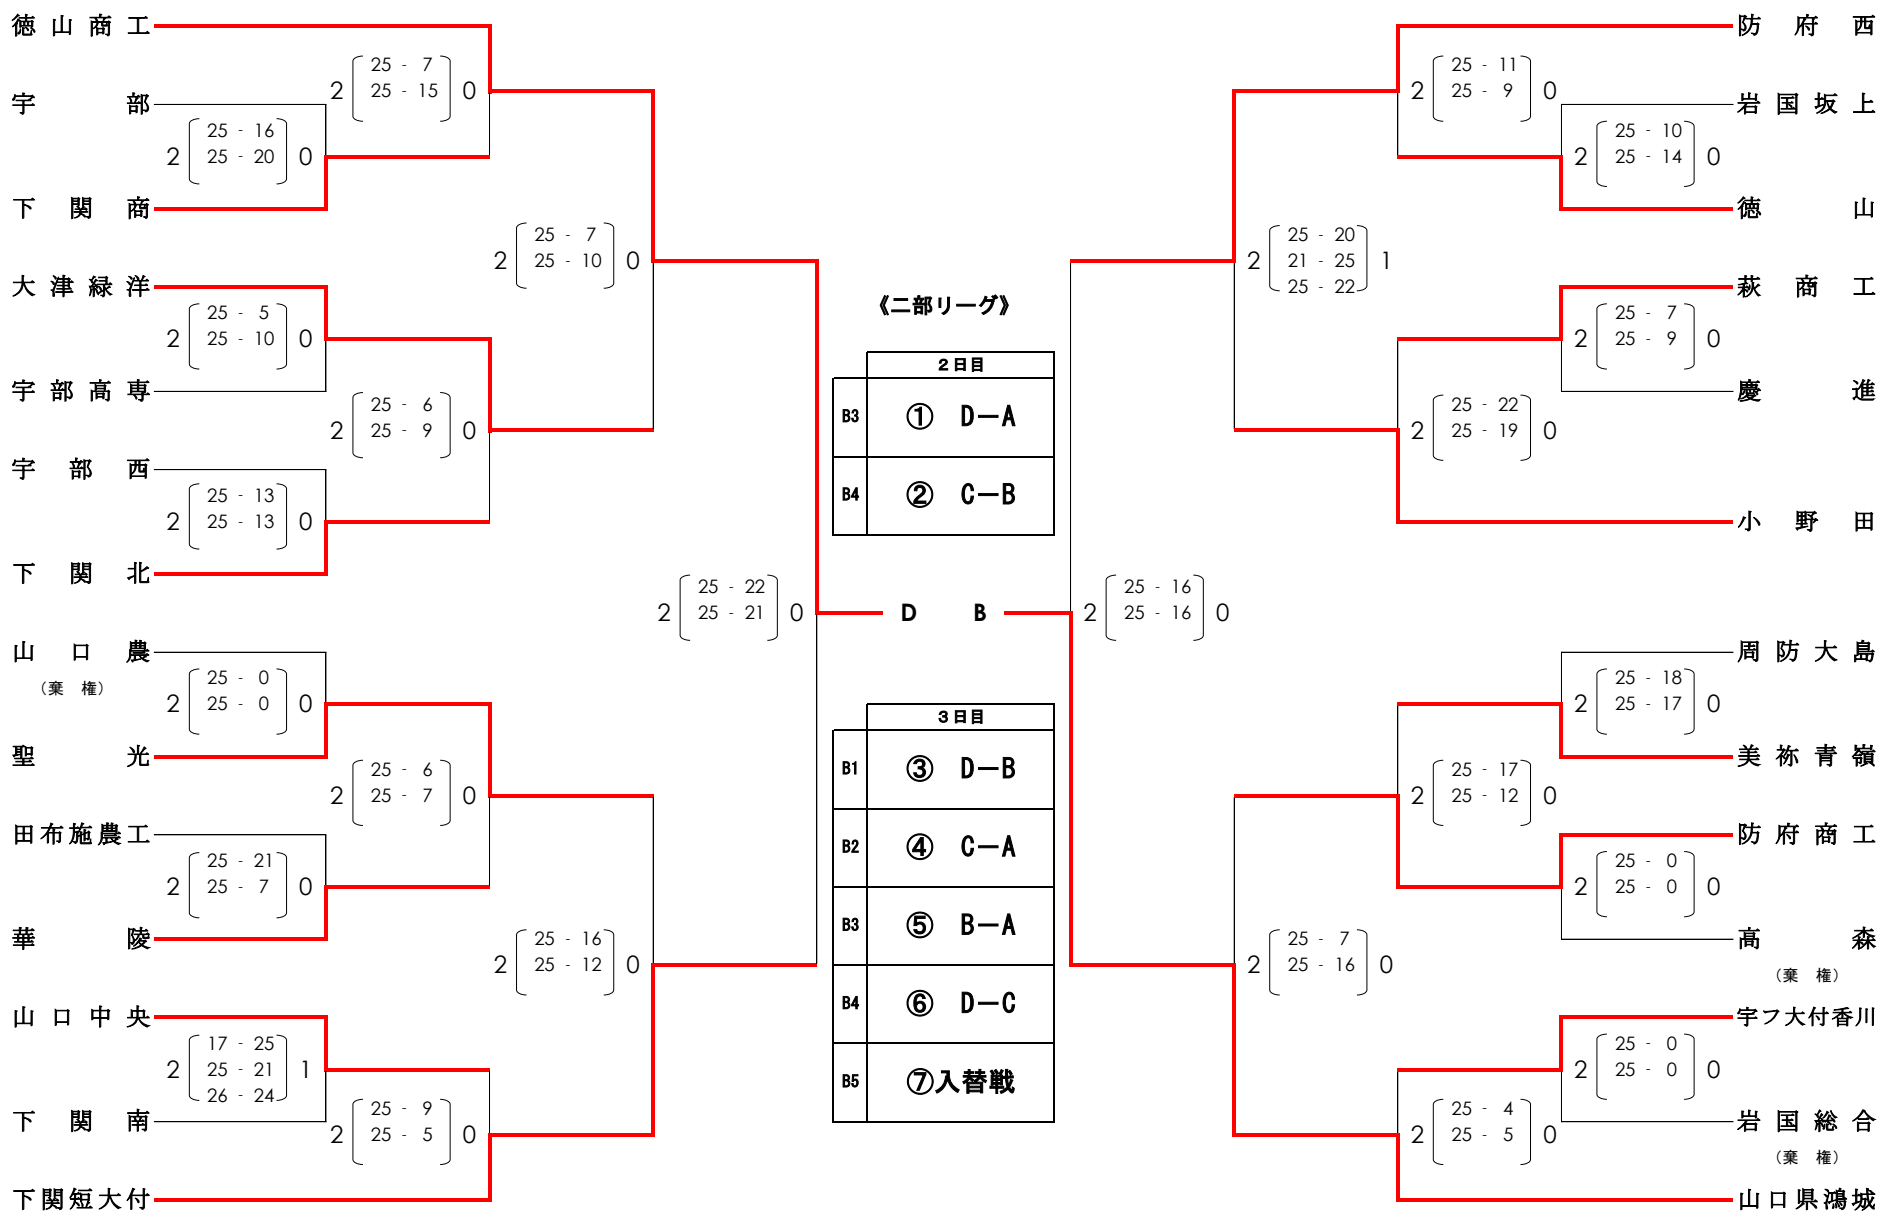 徳山商工
2 25 - 7 0
25 - 15
宇部
2 25 - 16 0
25 - 20
下関商
2 25 - 7 0
25 - 10
大津緑洋
2 25 - 5 0
25 - 10
宇部高専
2 25 - 6 0
25 - 9
宇部西
2 25 - 13 0
25 - 13
下関北
2 25 - 22 0
25 - 21
山口農
（棄 権）
2 25 - 0 0
25 - 0
聖光
2 25 - 6 0
25 - 7
田布施農工
2 25 - 21 0
25 - 7
華陵
2 25 - 16 0
25 - 12
山口中央
2 17 - 25 1
25 - 21
26 - 24
下関南
2 25 - 9 0
25 - 5
下関短大付
《二部リーグ》
2日目
B3 ① D－A
B4 ② C－B
D B
3日目
B1 ③ D－B
B2 ④ C－A
B3 ⑤ B－A
B4 ⑥ D－C
B5 ⑦入替戦
防府西
2 25 - 11 0
25 - 9
岩国坂上
2 25 - 10 0
25 - 14
徳山
2 25 - 20 1
21 - 25
25 - 22
萩商工
2 25 - 7 0
25 - 9
慶進
2 25 - 22 0
25 - 19
小野田
2 25 - 16 0
25 - 16
周防大島
2 25 - 18 0
25 - 17
美祢青嶺
2 25 - 17 0
25 - 12
防府商工
2 25 - 0 0
25 - 0
高森
（棄 権）
2 25 - 7 0
25 - 16
宇フ大付香川
2 25 - 0 0
25 - 0
岩国総合
（棄 権）
2 25 - 4 0
25 - 5
山口県鴻城